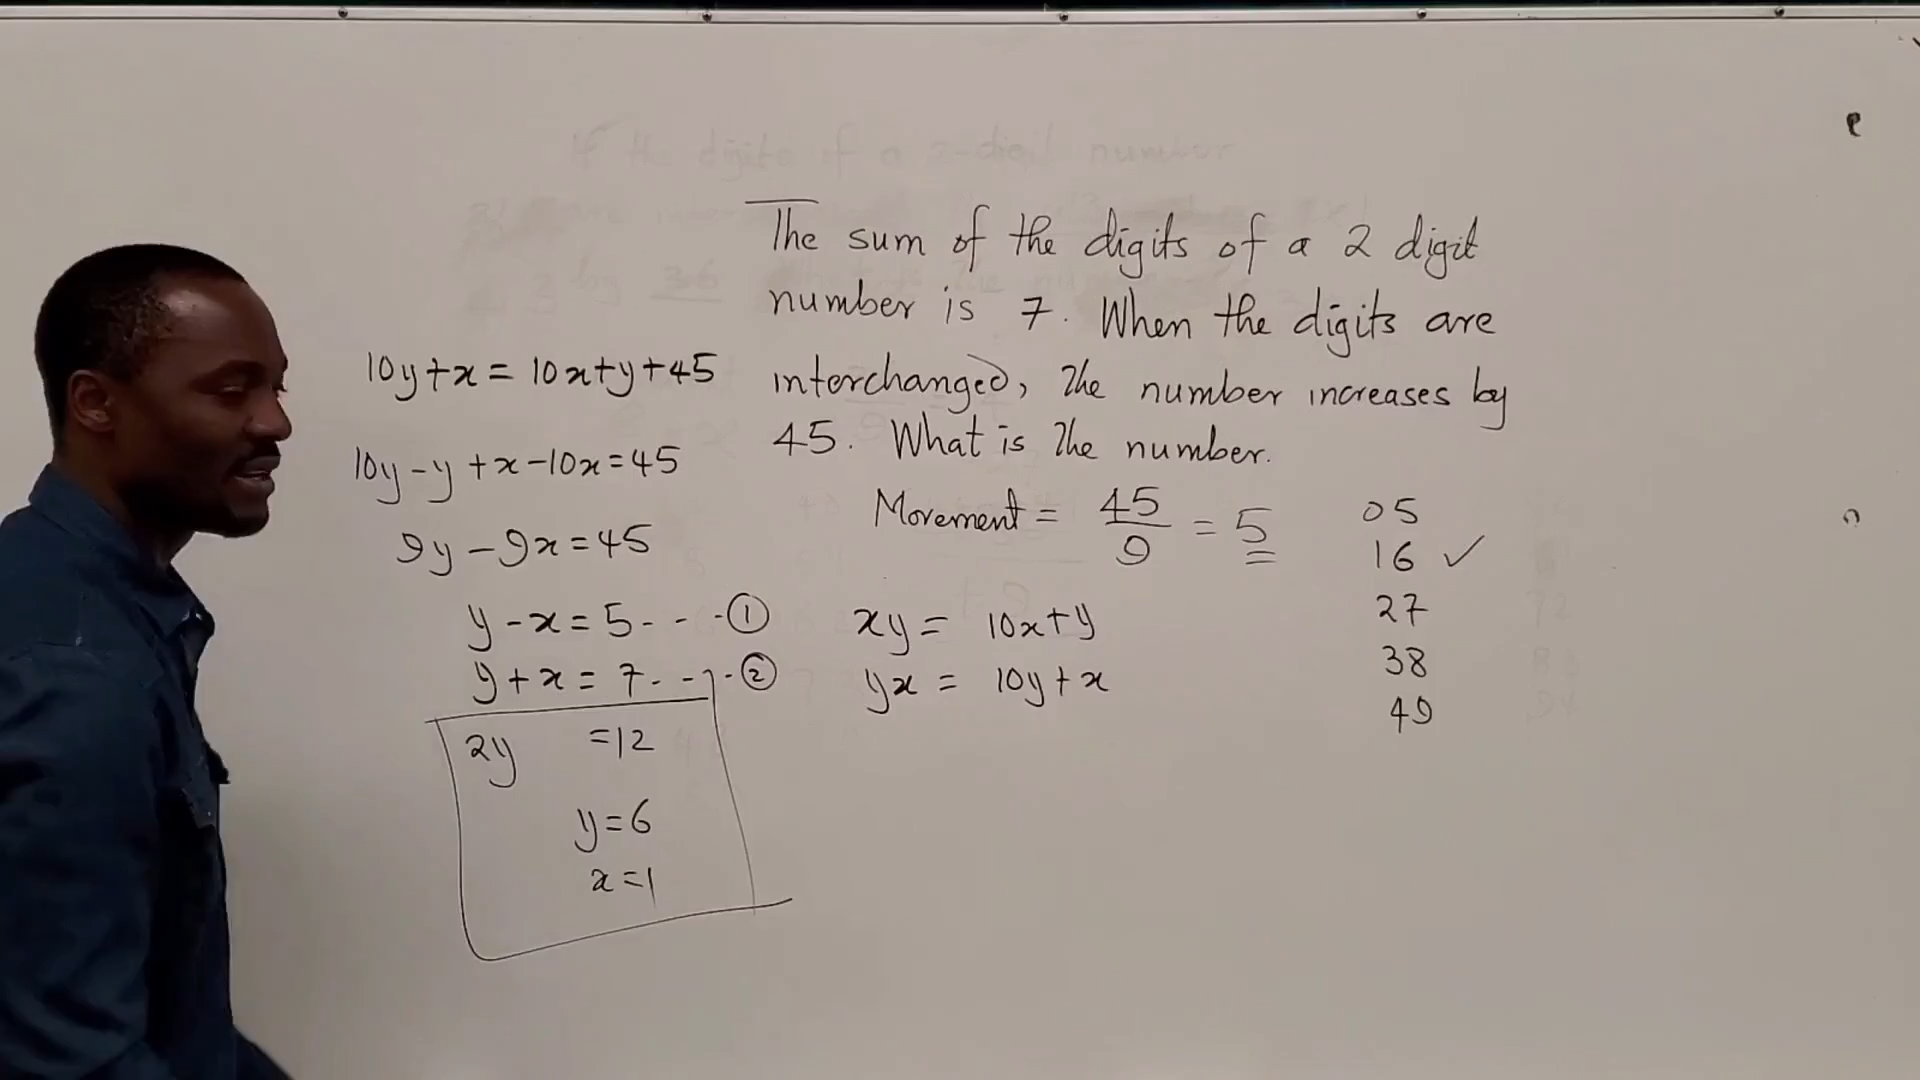 The sum of the digits of a 2 digit
number is 7. When the digits are
interchanged, the number increases by
45. What is the number.
10y+x = 10x+y+45
10y-y+x-10x=45
9y-9x=45
y-x=5---①
y+x=7---②
2y =12
y=6
x=1
Movement = 45/9 = 5
xy = 10x+y
yx = 10y+x
05
16 ✓
27
38
49